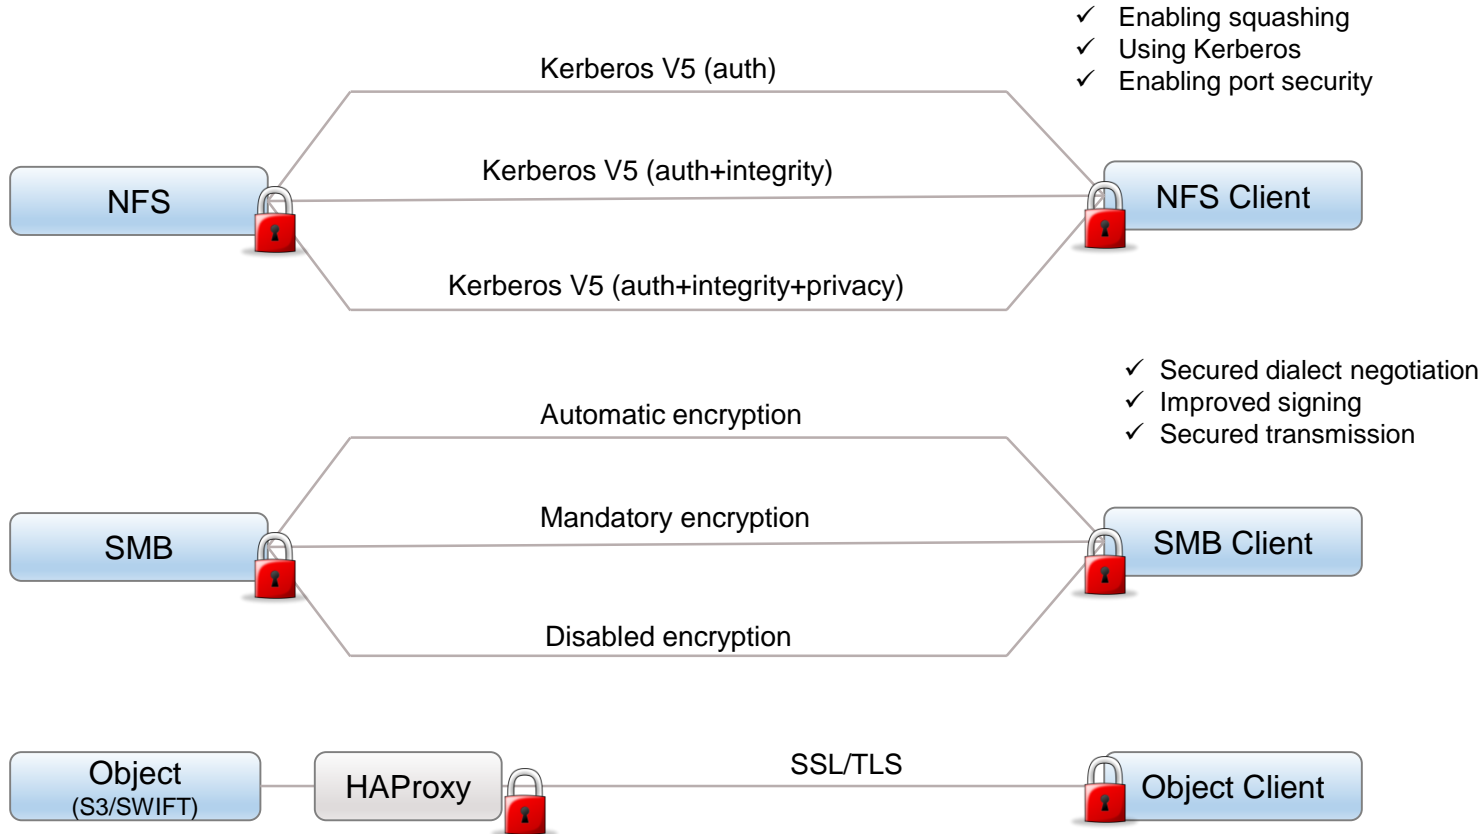 ✓ Enabling squashing
✓ Using Kerberos
✓ Enabling port security
Kerberos V5 (auth)
Kerberos V5 (auth+integrity)
NFS
NFS Client
Kerberos V5 (auth+integrity+privacy)
✓ Secured dialect negotiation
✓ Improved signing
✓ Secured transmission
Automatic encryption
Mandatory encryption
SMB
SMB Client
Disabled encryption
Object
(S3/SWIFT)
HAProxy
SSL/TLS
Object Client